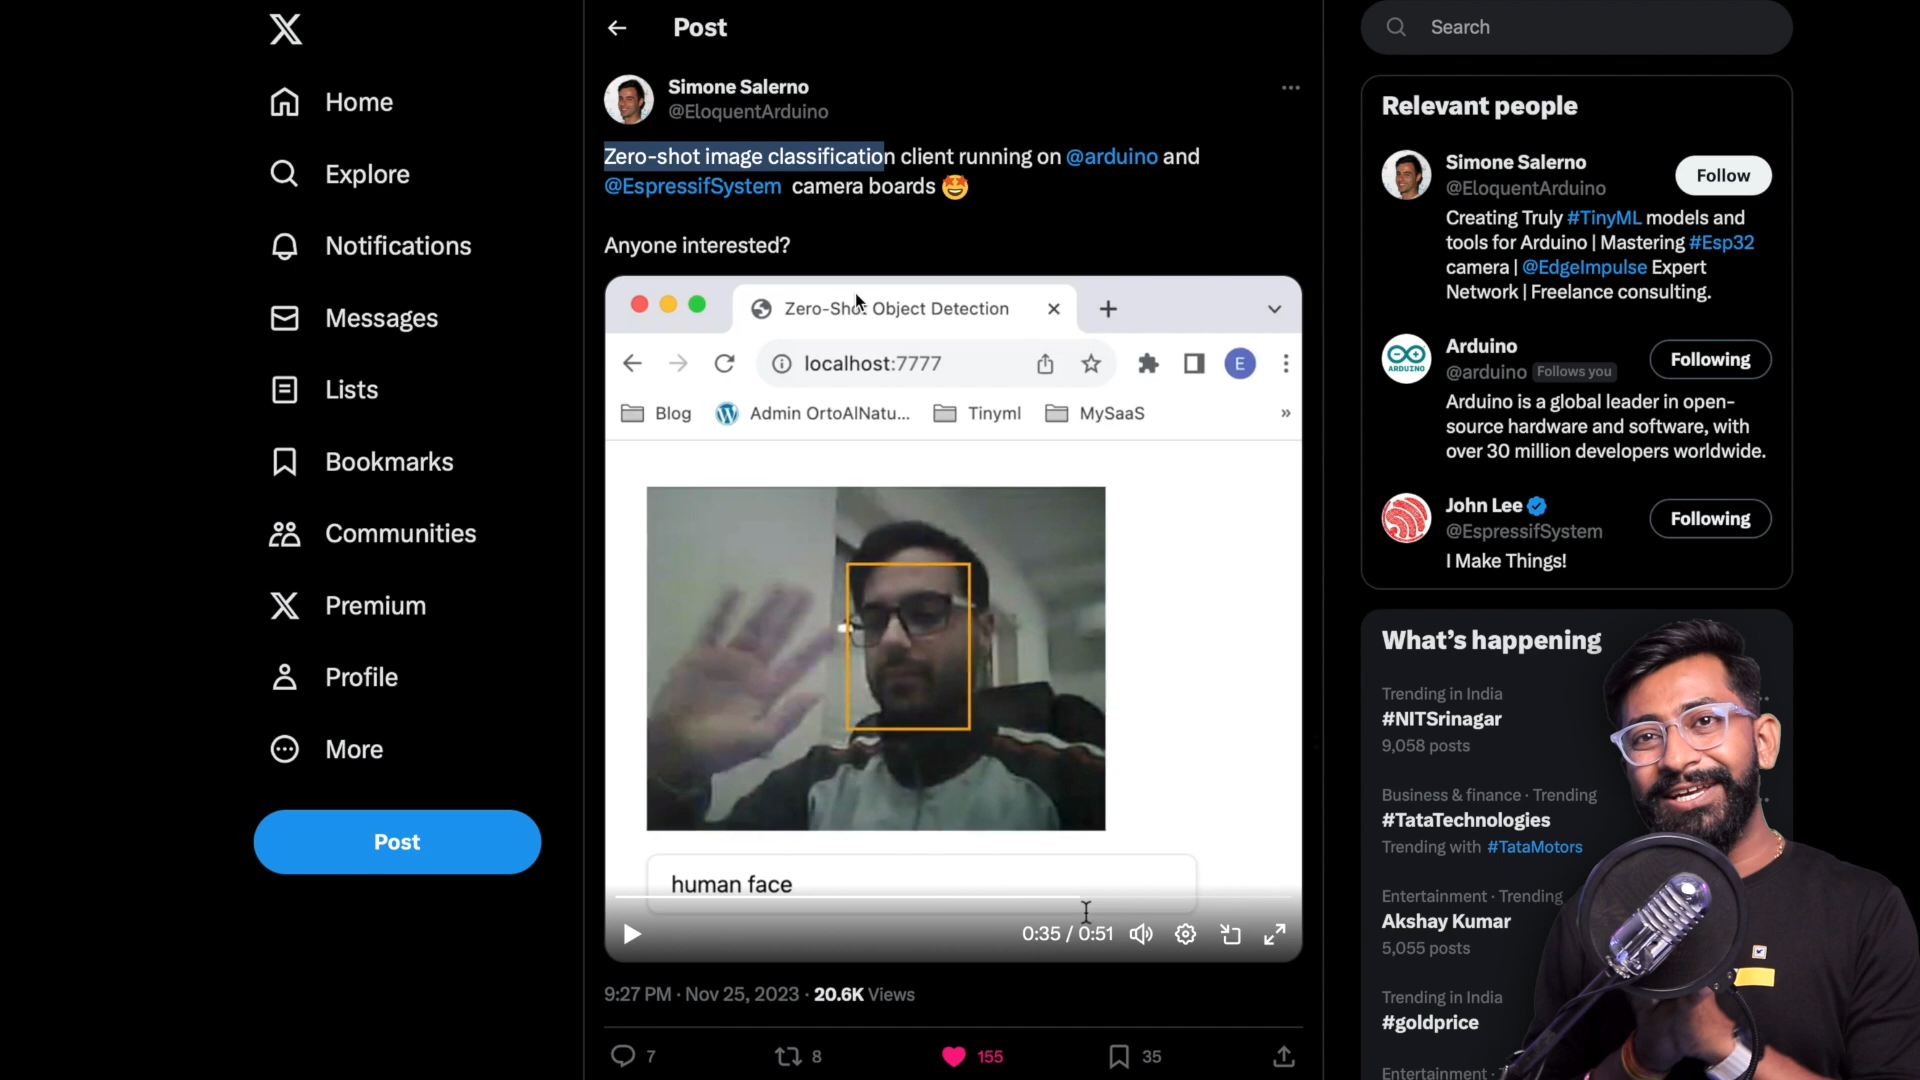 Home
Explore
Notifications
Messages
Lists
Bookmarks
Communities
Premium
Profile
More
Post
Post
Simone Salerno
@EloquentArduino
Zero-shot image classification client running on @arduino and
@EspressifSystem camera boards
Anyone interested?
Zero-Shot Object Detection
localhost:7777
E
Blog
Admin OrtoAlNatu...
Tinyml
MySaaS
»
human face
0:35 / 0:51
9:27 PM · Nov 25, 2023 · 20.6K Views
7
8
155
35
Search
Relevant people
Simone Salerno
@EloquentArduino
Follow
Creating Truly #TinyML models and
tools for Arduino | Mastering #Esp32
camera | @EdgeImpulse Expert
Network | Freelance consulting.
ARDUINO
Arduino
@arduino Follows you
Following
Arduino is a global leader in open-
source hardware and software, with
over 30 million developers worldwide.
John Lee
@EspressifSystem
Following
I Make Things!
What's happening
Trending in India
#NITSrinagar
9,058 posts
Business & finance · Trending
#TataTechnologies
Trending with #TataMotors
Entertainment · Trending
Akshay Kumar
5,055 posts
Trending in India
#goldprice
Entertainment ·